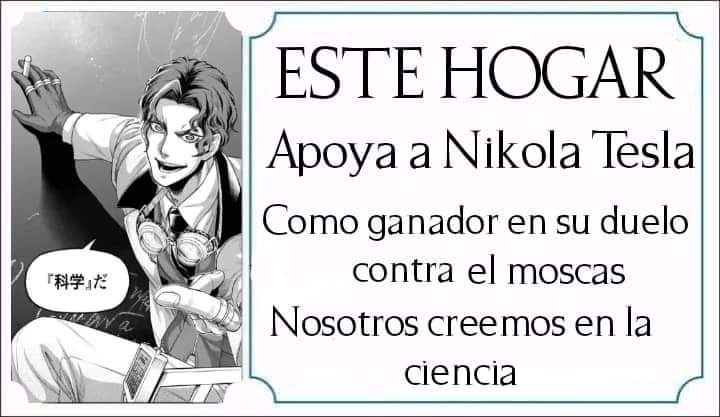 ESTE HOGAR
Apoya a Nikola Tesla
Como ganador en su duelo
contra el moscas
Nosotros creemos en la
ciencia
『科学』だ